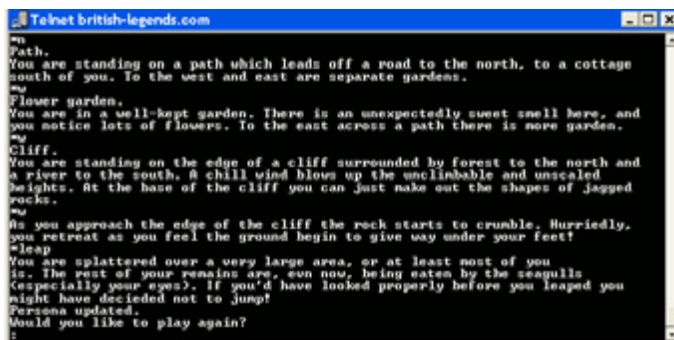 Telnet british-legends.com
*n
Path.
You are standing on a path which leads off a road to the north, to a cottage
south of you. To the west and east are separate gardens.
*w
Flower garden.
You are in a well-kept garden. There is an unexpectedly sweet smell here, and
you notice lots of flowers. To the east across a path there is more garden.
*w
Cliff.
You are standing on the edge of a cliff surrounded by forest to the north and
a river to the south. A chill wind blows up the unclimbable and unscaled
heights. At the base of the cliff you can just make out the shapes of jagged
rocks.
*w
As you approach the edge of the cliff the rock starts to crumble. Hurriedly,
you retreat as you feel the ground begin to give way under your feet!
*leap
You are splattered over a very large area, or at least most of you
is. The rest of your remains are, evn now, being eaten by the seagulls
(especially your eyes). If you'd have looked properly before you leaped you
might have decieded not to jump!
Persona updated.
Would you like to play again?
: